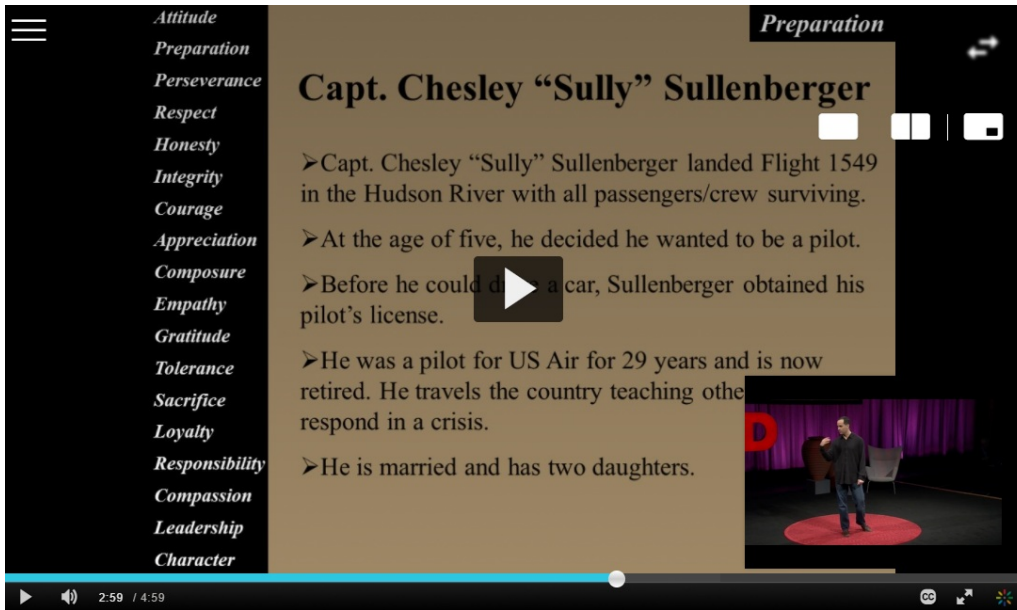 Attitude
Preparation
Perseverance
Respect
Honesty
Integrity
Courage
Appreciation
Composure
Empathy
Gratitude
Tolerance
Sacrifice
Loyalty
Responsibility
Compassion
Leadership
Character
Preparation
Capt. Chesley “Sully” Sullenberger
➢Capt. Chesley “Sully” Sullenberger landed Flight 1549
in the Hudson River with all passengers/crew surviving.
➢At the age of five, he decided he wanted to be a pilot.
➢Before he could a car, Sullenberger obtained his
pilot’s license.
➢He was a pilot for US Air for 29 years and is now
retired. He travels the country teaching
respond in a crisis.
➢He is married and has two daughters.
D
2:59 / 4:59
CC